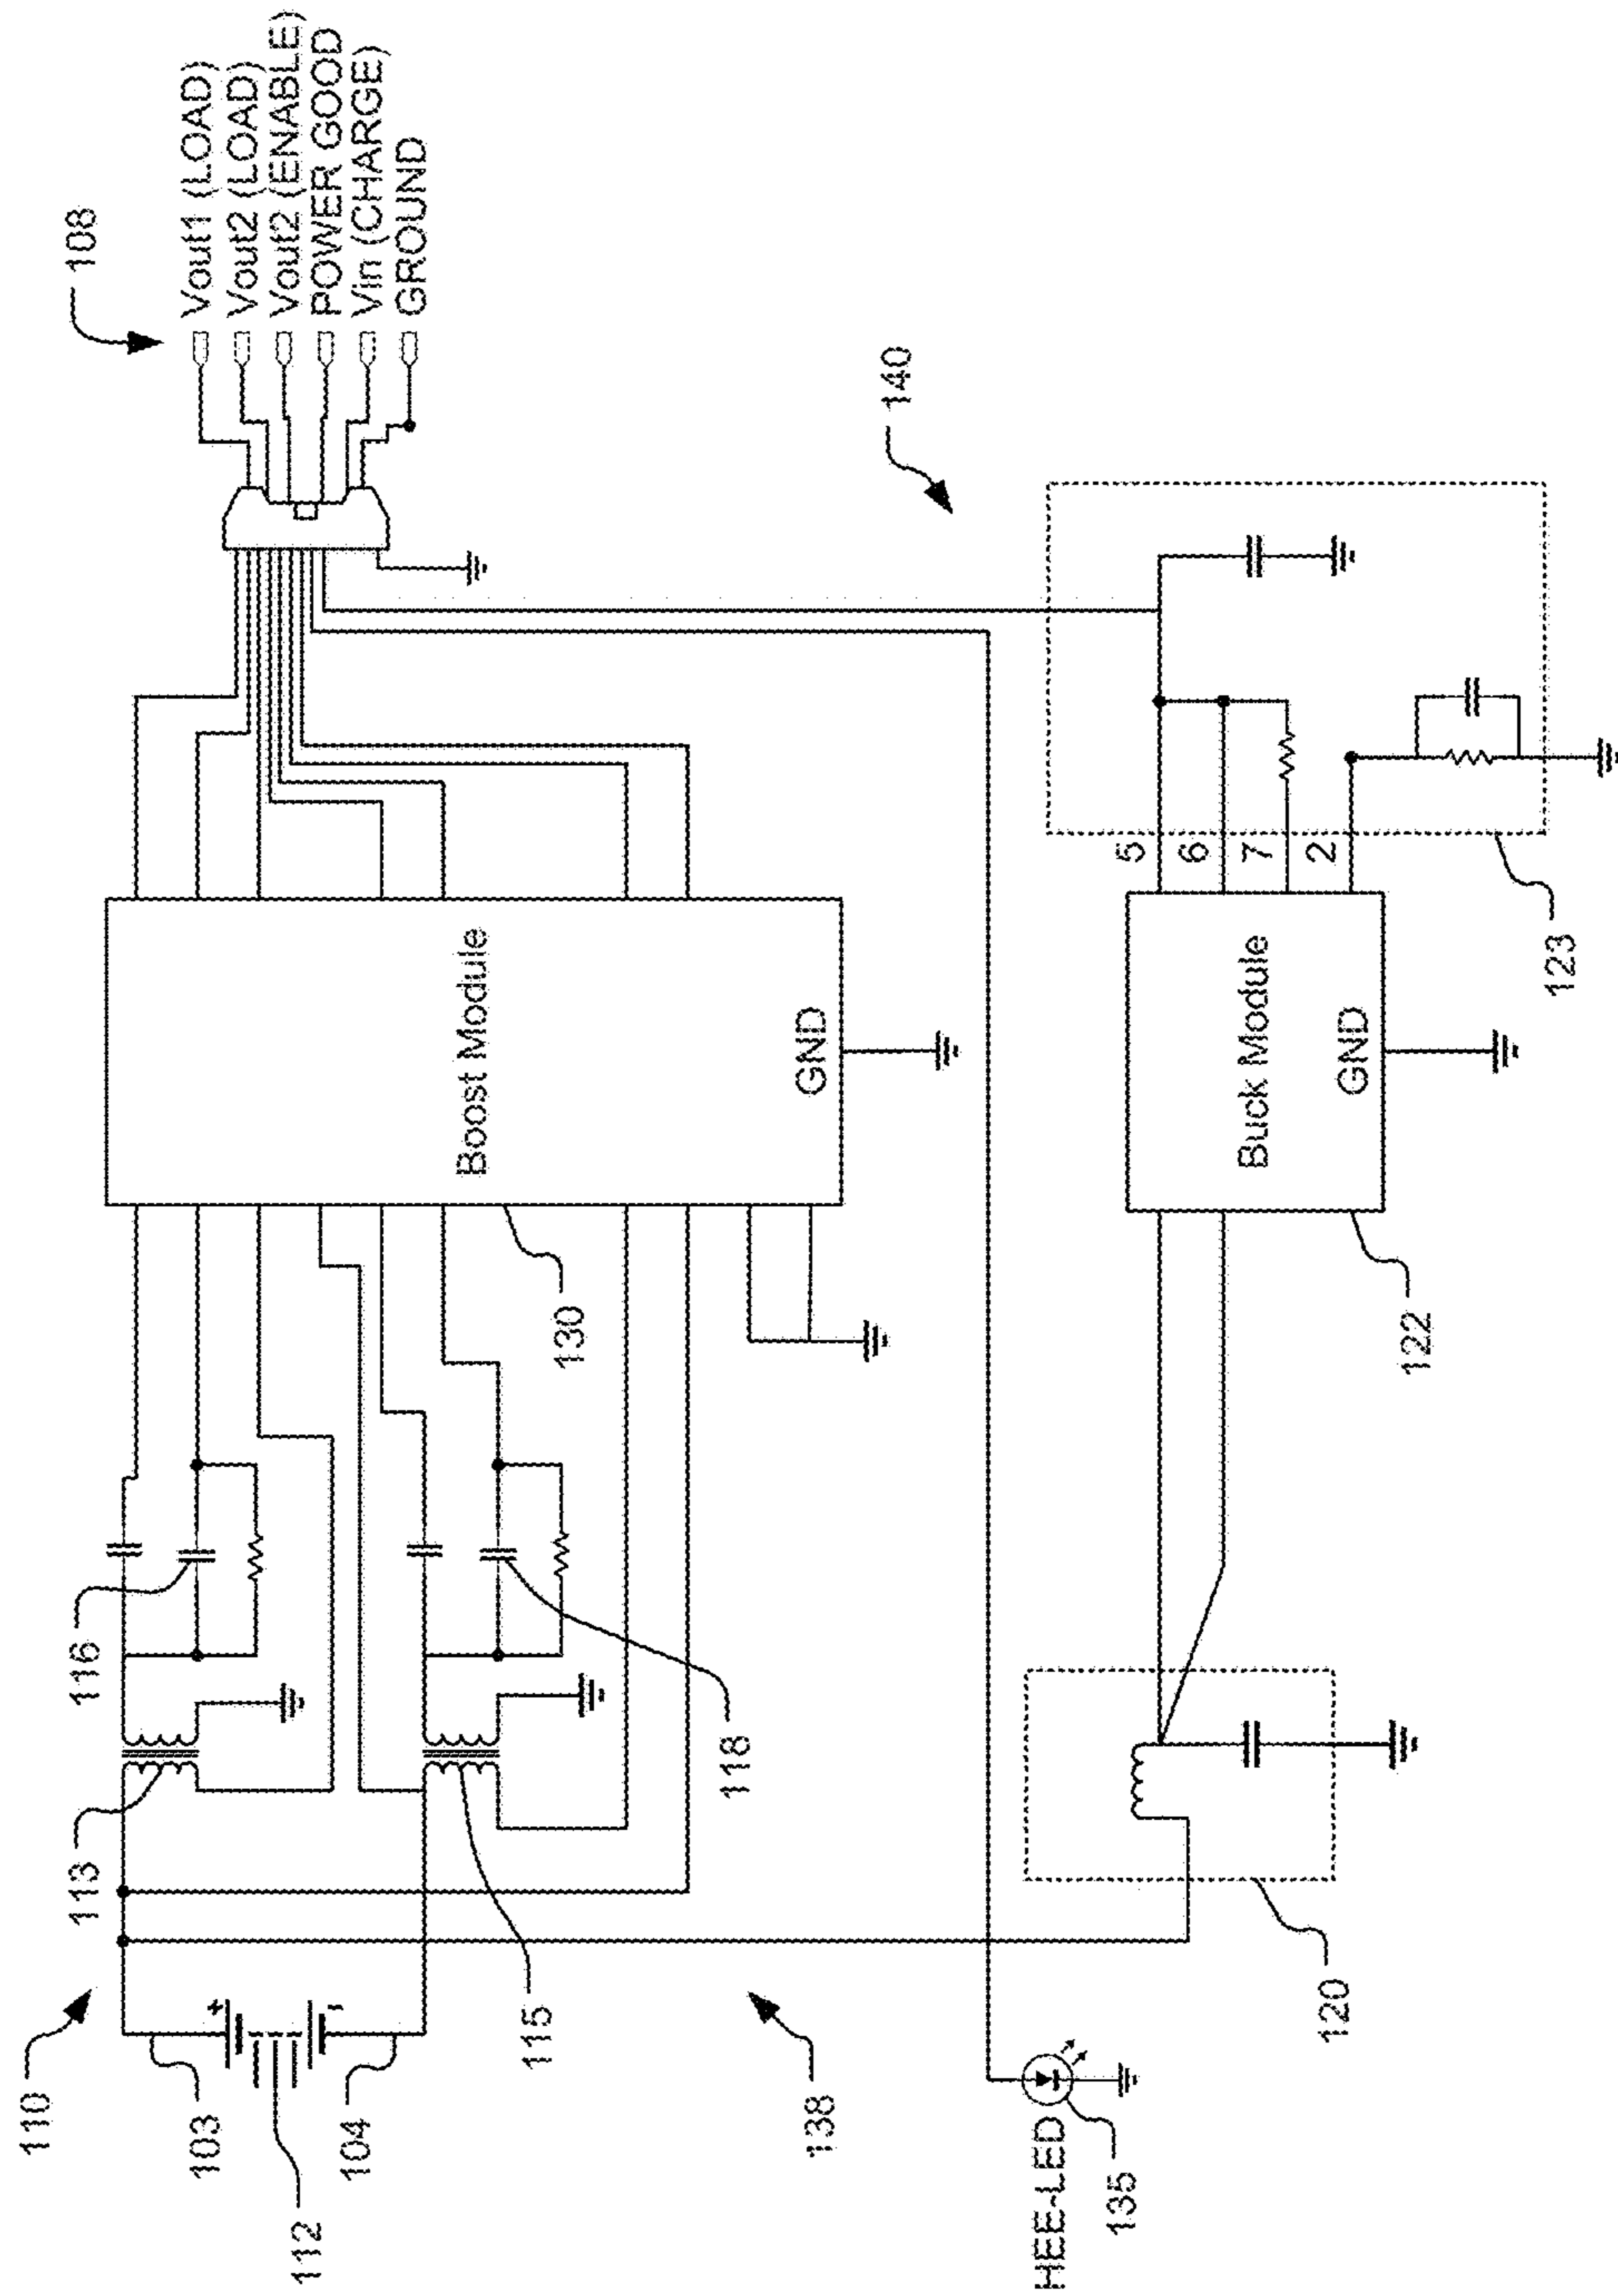 108
Vout1 (LOAD)
Vout2 (LOAD)
Vout2 (ENABLE)
POWER GOOD
Vin (CHARGE)
GROUND
140
110
103
112
104
113
116
115
118
130
Boost Module
GND
138
HEE-LED
135
120
122
Buck Module
GND
5
6
7
2
123